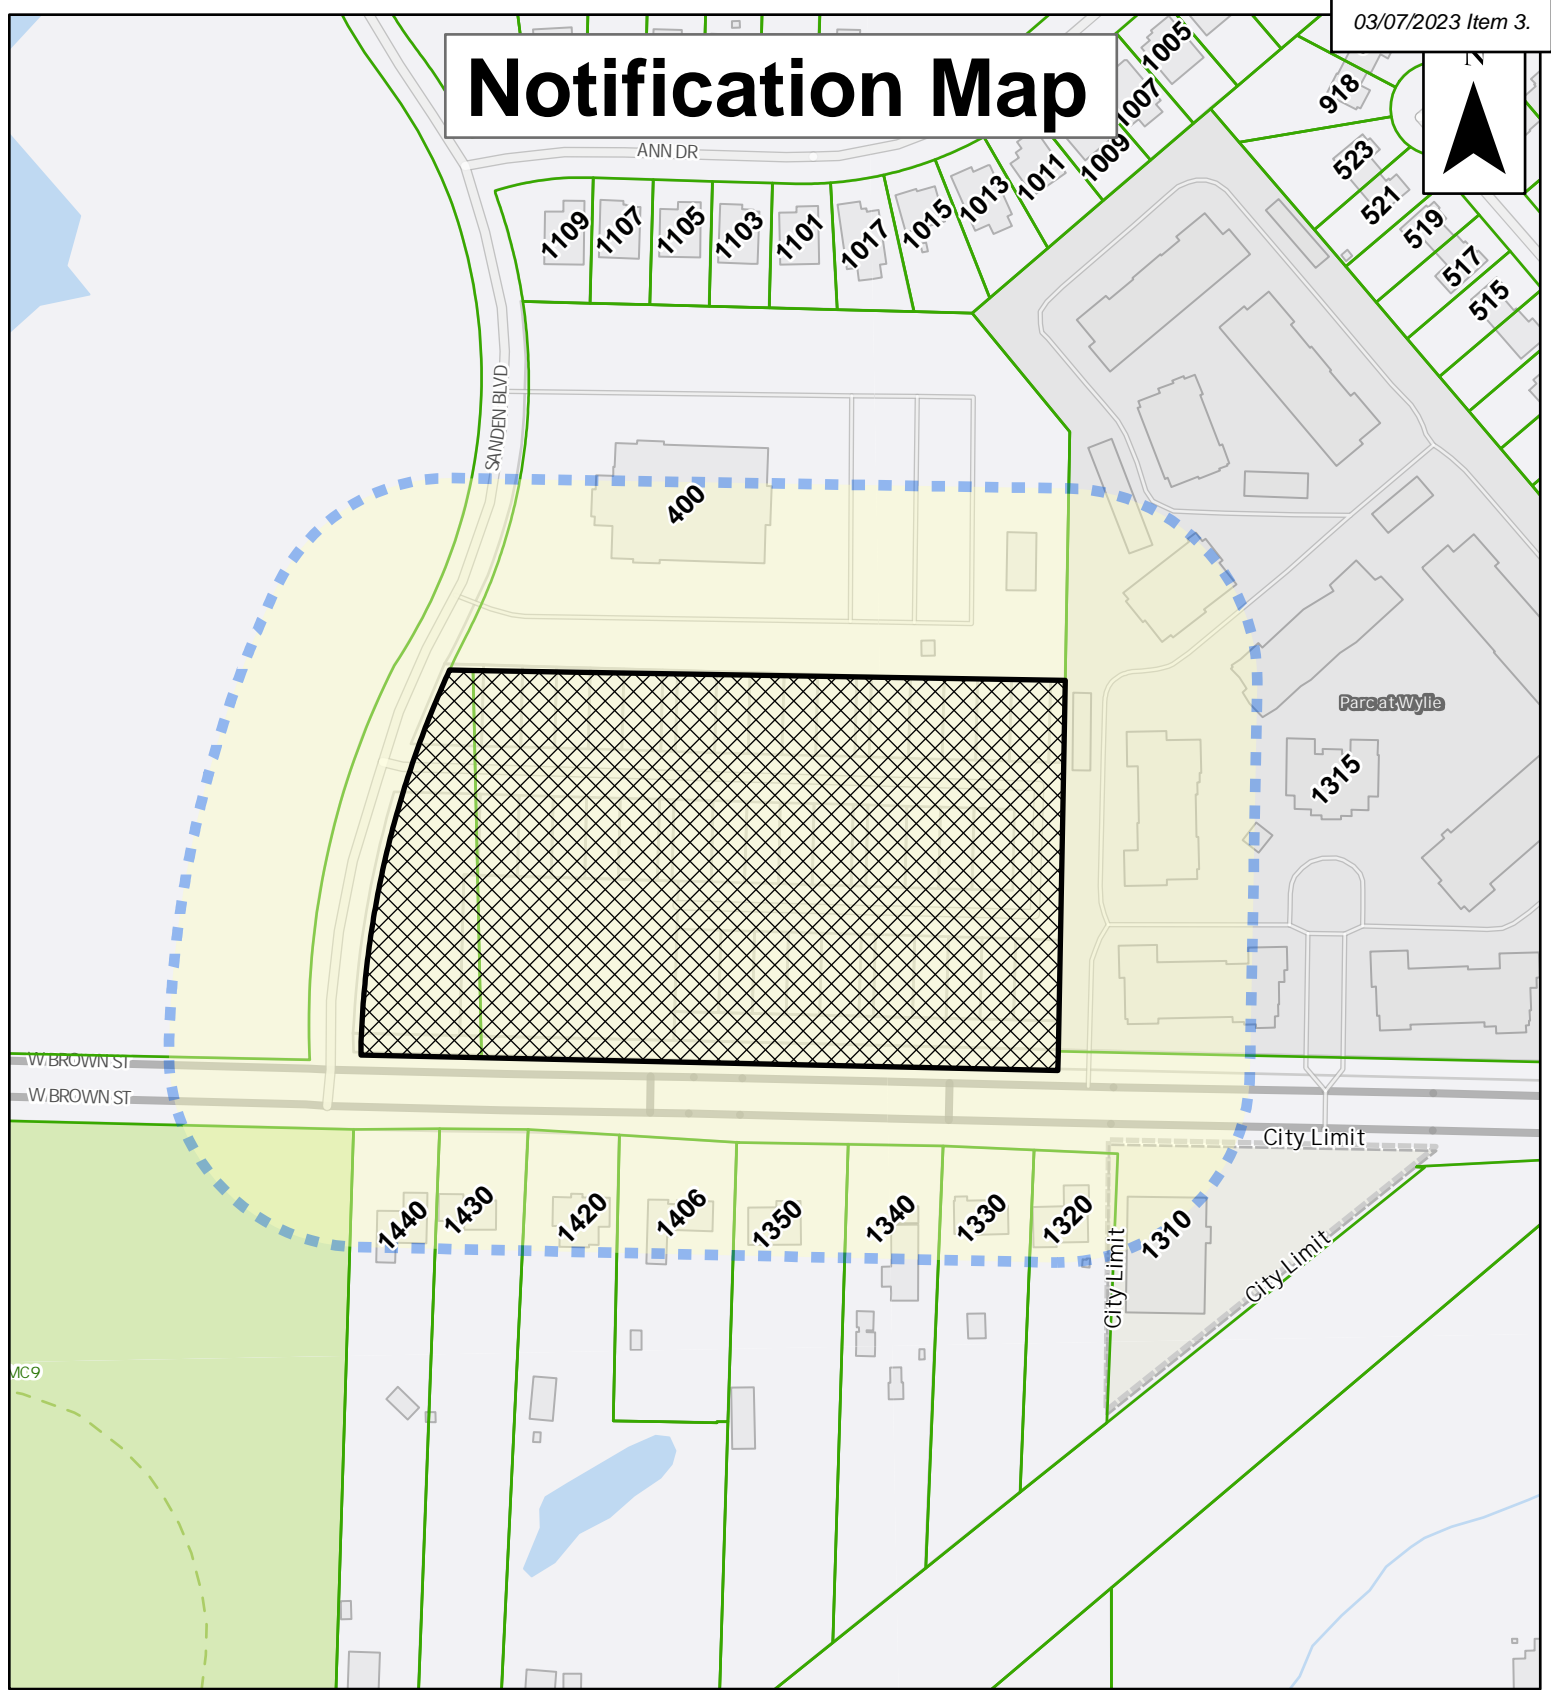 03/07/2023 Item 3.
Notification Map
N
1005
1007
1009
918
523
521
519
517
515
ANN DR
1109
1107
1105
1103
1101
1017
1015
1013
1011
SANDEN BLVD
400
Parc at Wylie
1315
W BROWN ST
W BROWN ST
City Limit
1440
1430
1420
1406
1350
1340
1330
1320
1310
City Limit
City Limit
MC9